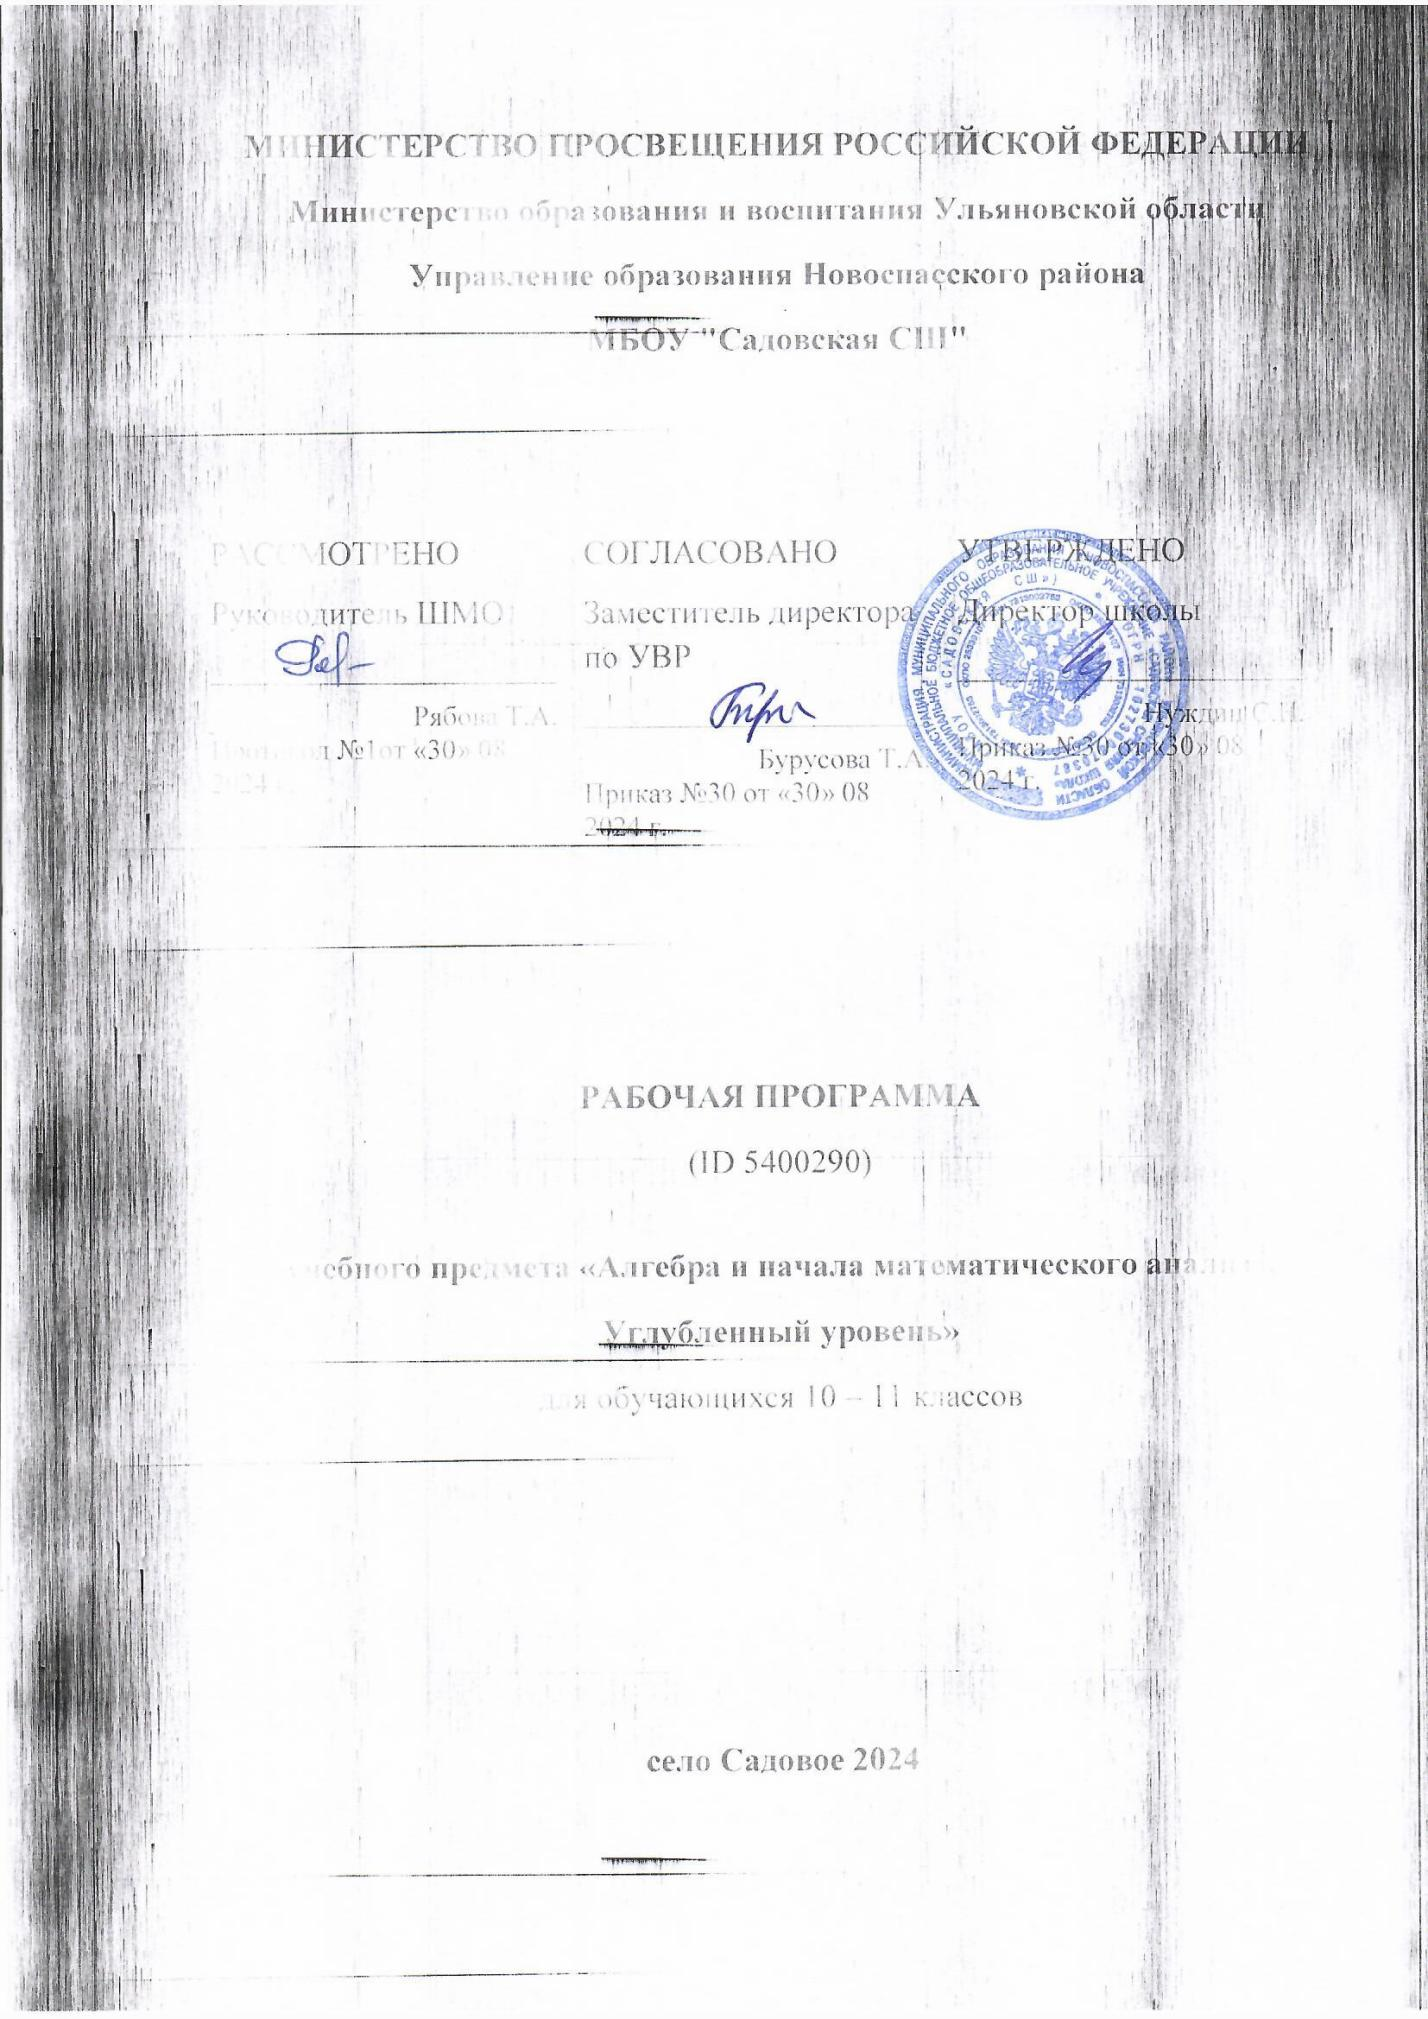 МИНИСТЕРСТВО ПРОСВЕЩЕНИЯ РОССИЙСКОЙ ФЕДЕРАЦИИ
Министерство образования и воспитания Ульяновской области
Управление образования Новоспасского района
МБОУ "Садовская СШ"
РАССМОТРЕНО
Руководитель ШМО
Рябова Т.А.
Протокол №1от «30» 08
2024 г.
СОГЛАСОВАНО
Заместитель директора
по УВР
Бурусова Т.А.
Приказ №30 от «30» 08
2024 г.
УТВЕРЖДЕНО
Директор школы
Нуждин С.Н.
Приказ №30 от «30» 08
2024 г.
РАБОЧАЯ ПРОГРАММА
(ID 5400290)
учебного предмета «Алгебра и начала математического анализа.
Углубленный уровень»
для обучающихся 10 – 11 классов
село Садовое 2024